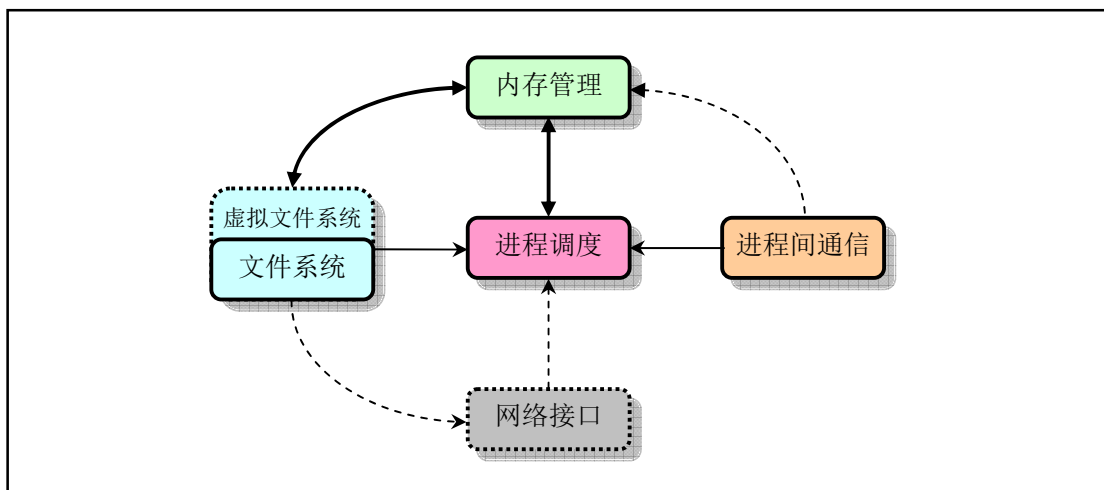 内存管理
虚拟文件系统
文件系统
进程调度
进程间通信
网络接口